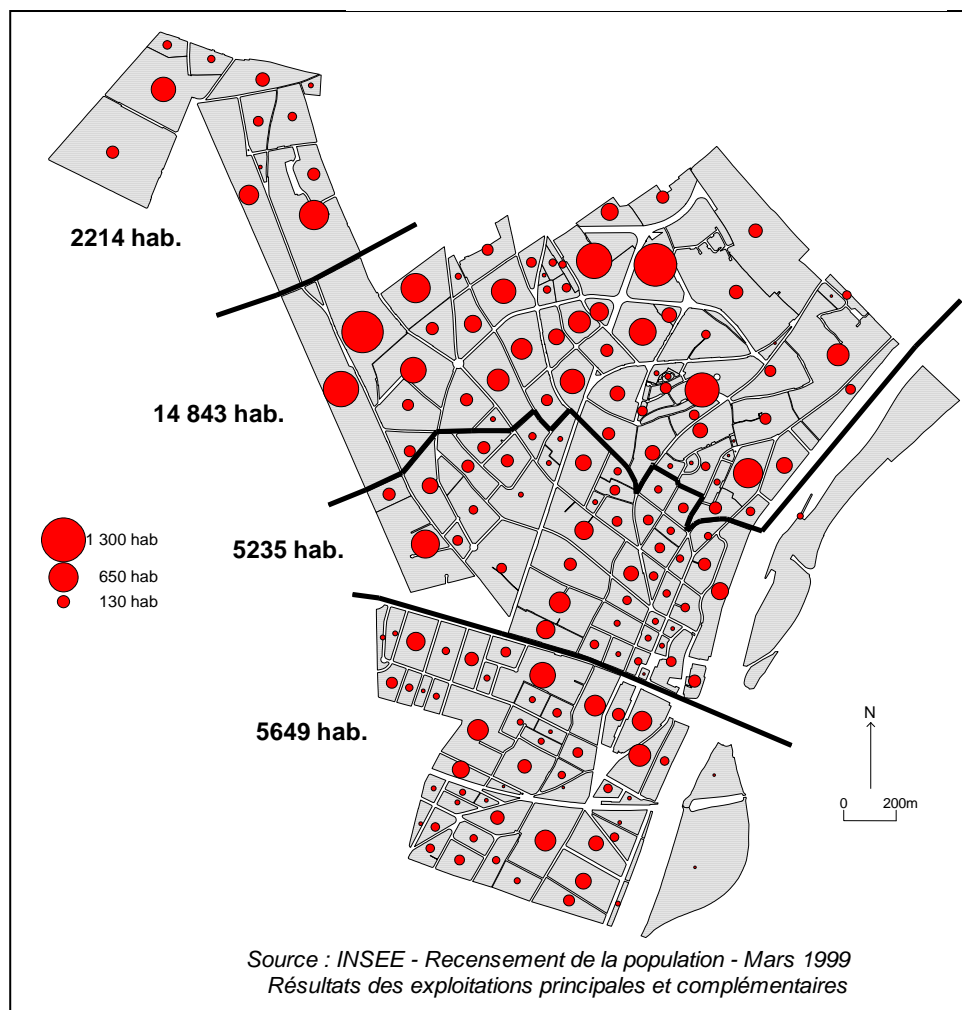 2214 hab.
14 843 hab.
5235 hab.
1 300 hab
650 hab
130 hab
5649 hab.
N
0 200m
Source : INSEE - Recensement de la population - Mars 1999
Résultats des exploitations principales et complémentaires